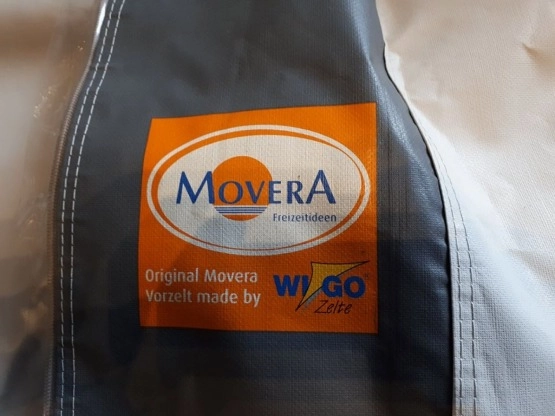 MOVERA
Freizeitideen
Original Movera
Vorzelt made by
WIGO
Zelte